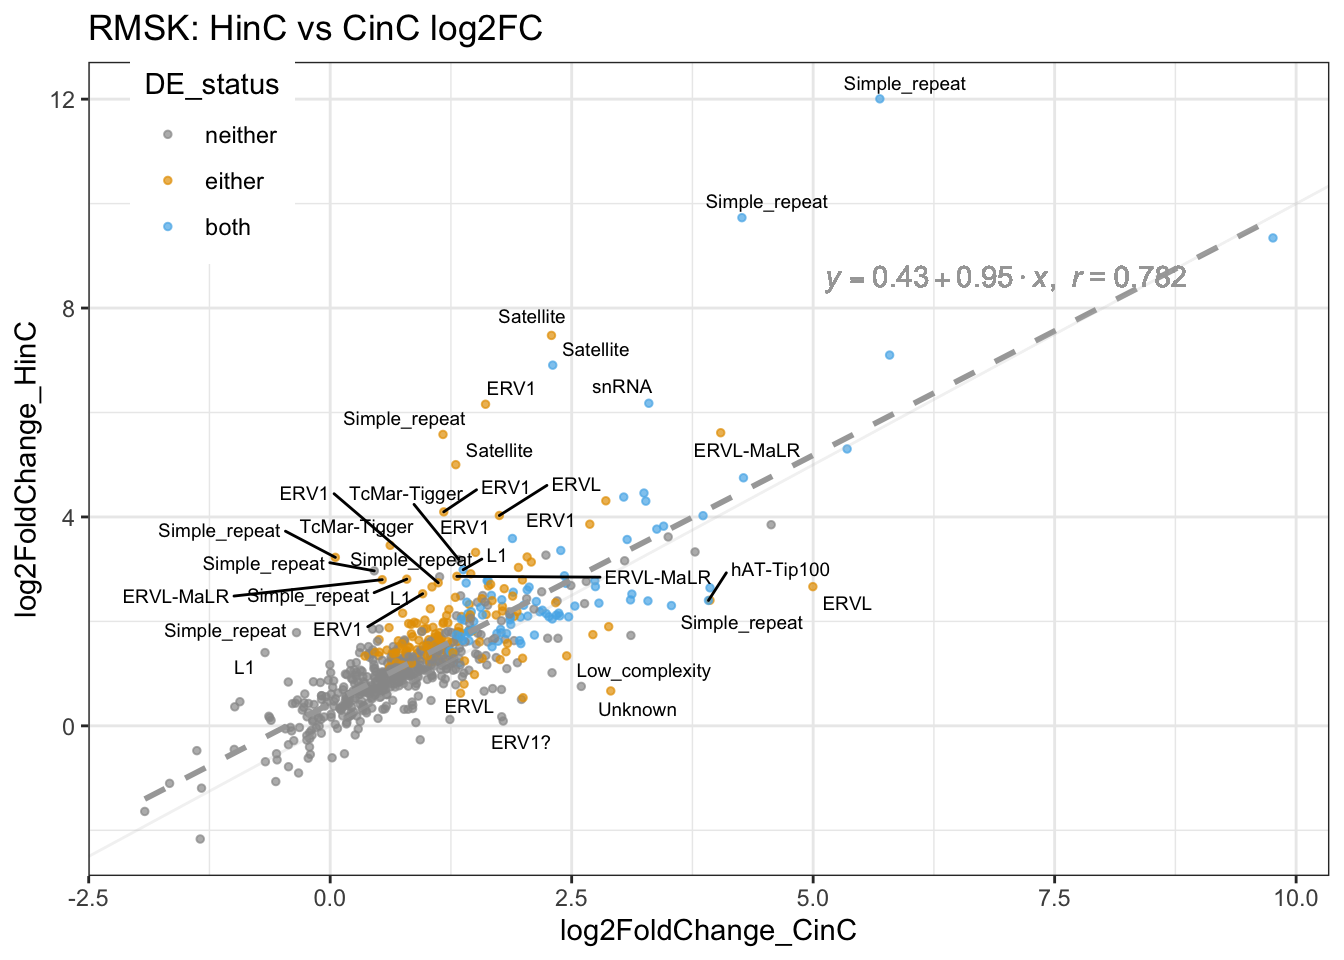 RMSK: HinC vs CinC log2FC
DE_status
neither
either
both
Simple_repeat
Simple_repeat
y = 0.43 + 0.95 · x, r = 0.782
Satellite
Satellite
ERV1
snRNA
Simple_repeat
Satellite
ERVL-MaLR
ERV1
TcMar-Tigger
ERV1
ERVL
Simple_repeat
TcMar-Tigger
ERV1
ERV1
Simple_repeat
Simple_repeat
L1
ERVL-MaLR
hAT-Tip100
ERVL-MaLR
Simple_repeat
L1
ERVL
Simple_repeat
ERV1
Simple_repeat
L1
Low_complexity
ERVL
Unknown
ERV1?
12
8
4
0
-2.5
0.0
2.5
5.0
7.5
10.0
log2FoldChange_CinC
log2FoldChange_HinC